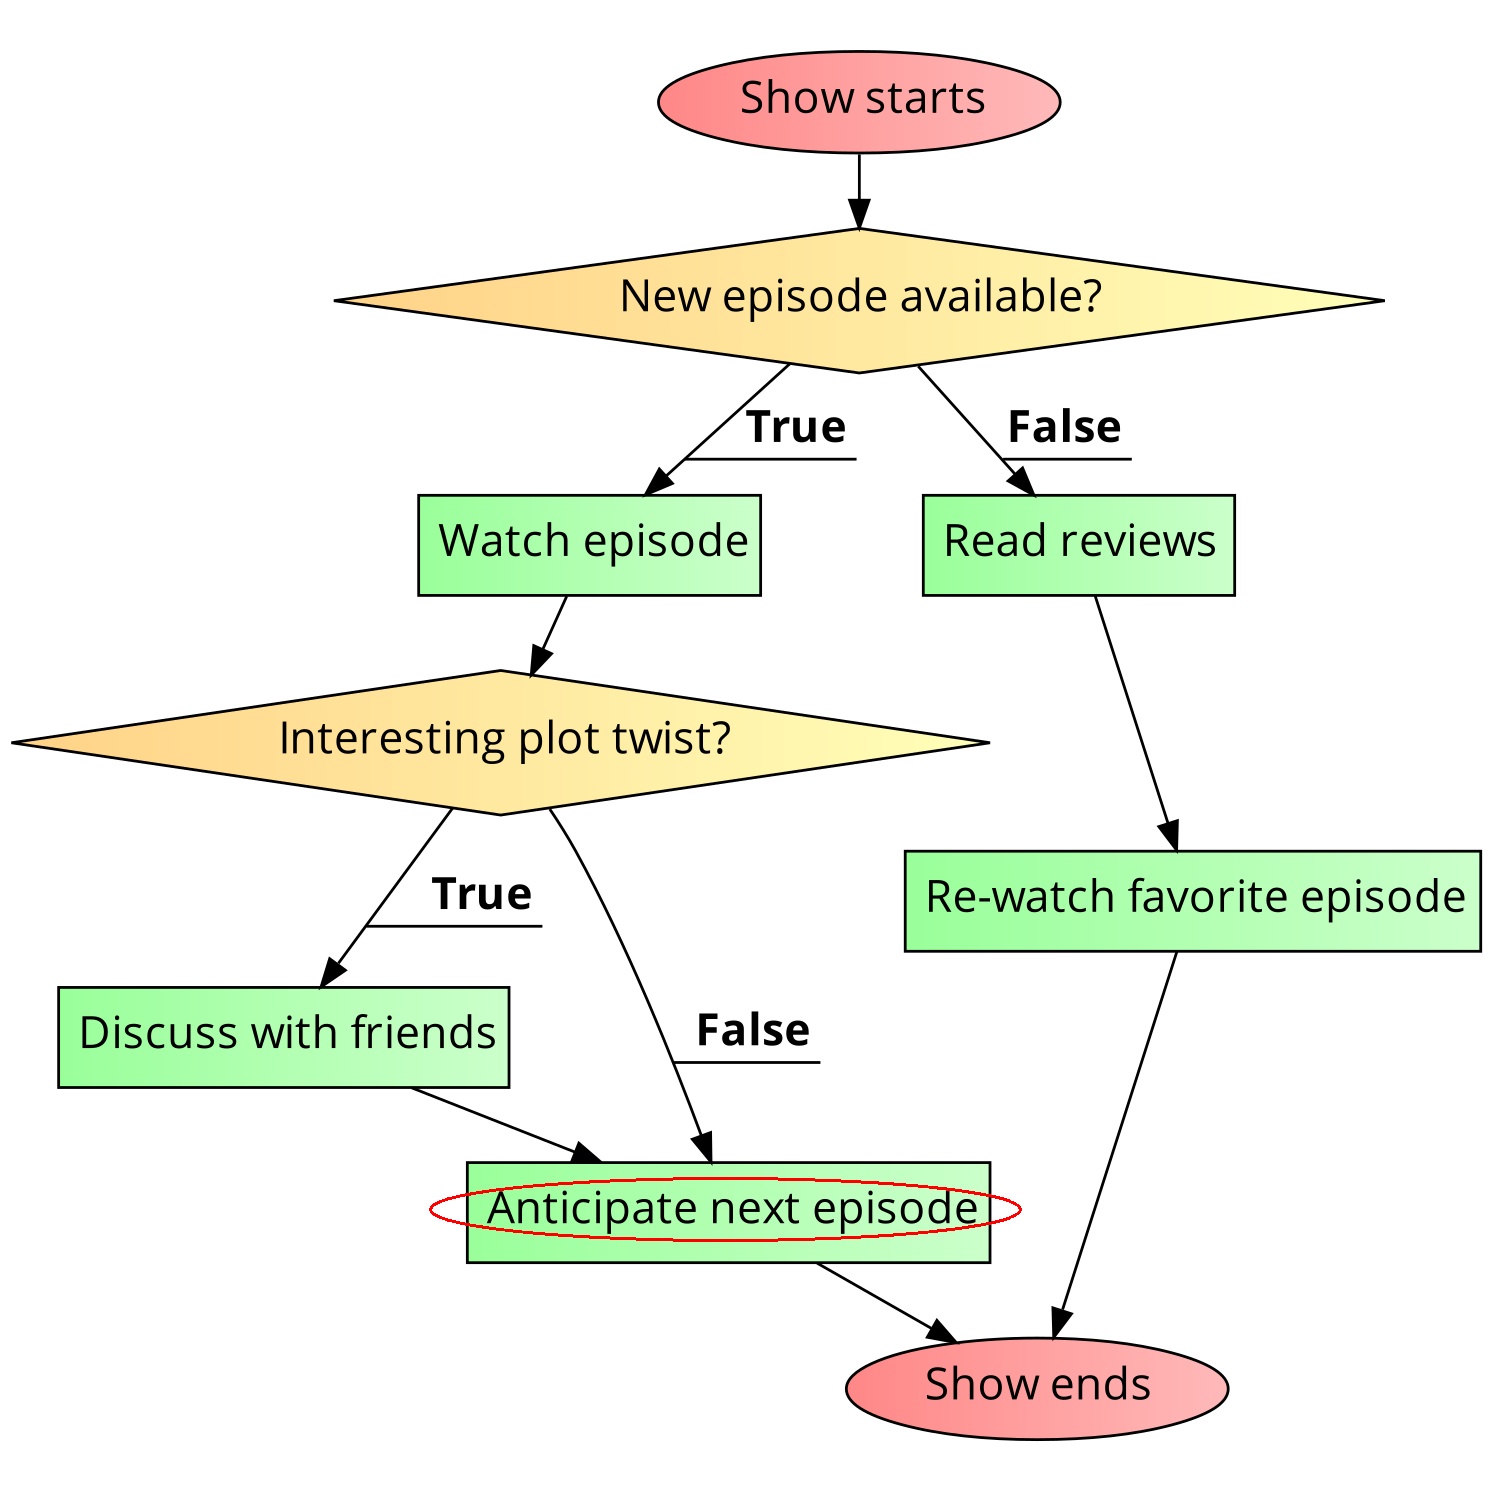 Show starts
New episode available?
True
False
Watch episode
Read reviews
Interesting plot twist?
True
Re-watch favorite episode
Discuss with friends
False
Anticipate next episode
Show ends